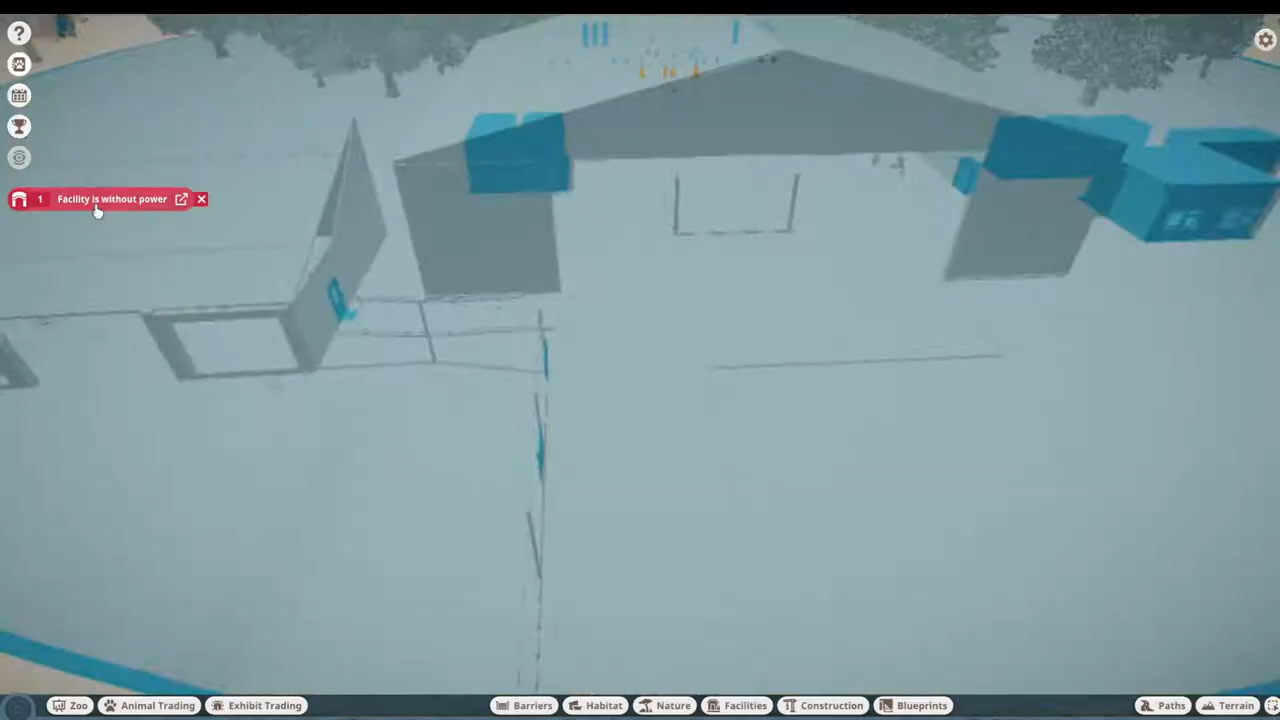 ?
1 Facility is without power
Zoo Animal Trading Exhibit Trading Barriers Habitat Nature Facilities Construction Blueprints Paths Terrain